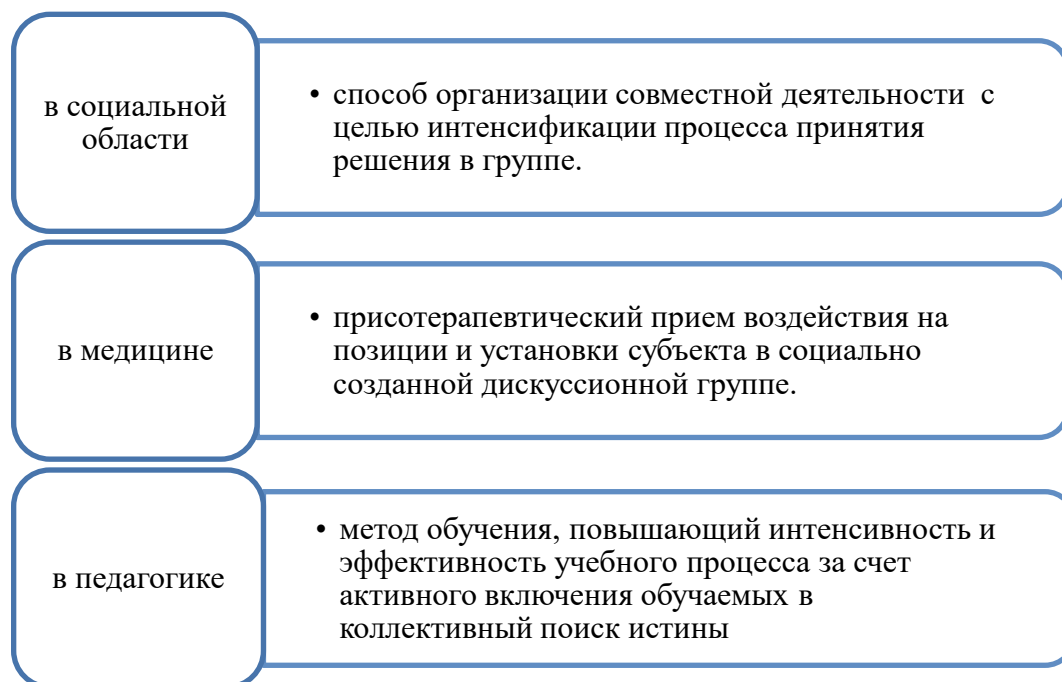 в социальной
области
• способ организации совместной деятельности  с
целью интенсификации процесса принятия
решения в группе.
в медицине
• присотерапевтический прием воздействия на
позиции и установки субъекта в социально
созданной дискуссионной группе.
в педагогике
• метод обучения, повышающий интенсивность и
эффективность учебного процесса за счет
активного включения обучаемых в
коллективный поиск истины